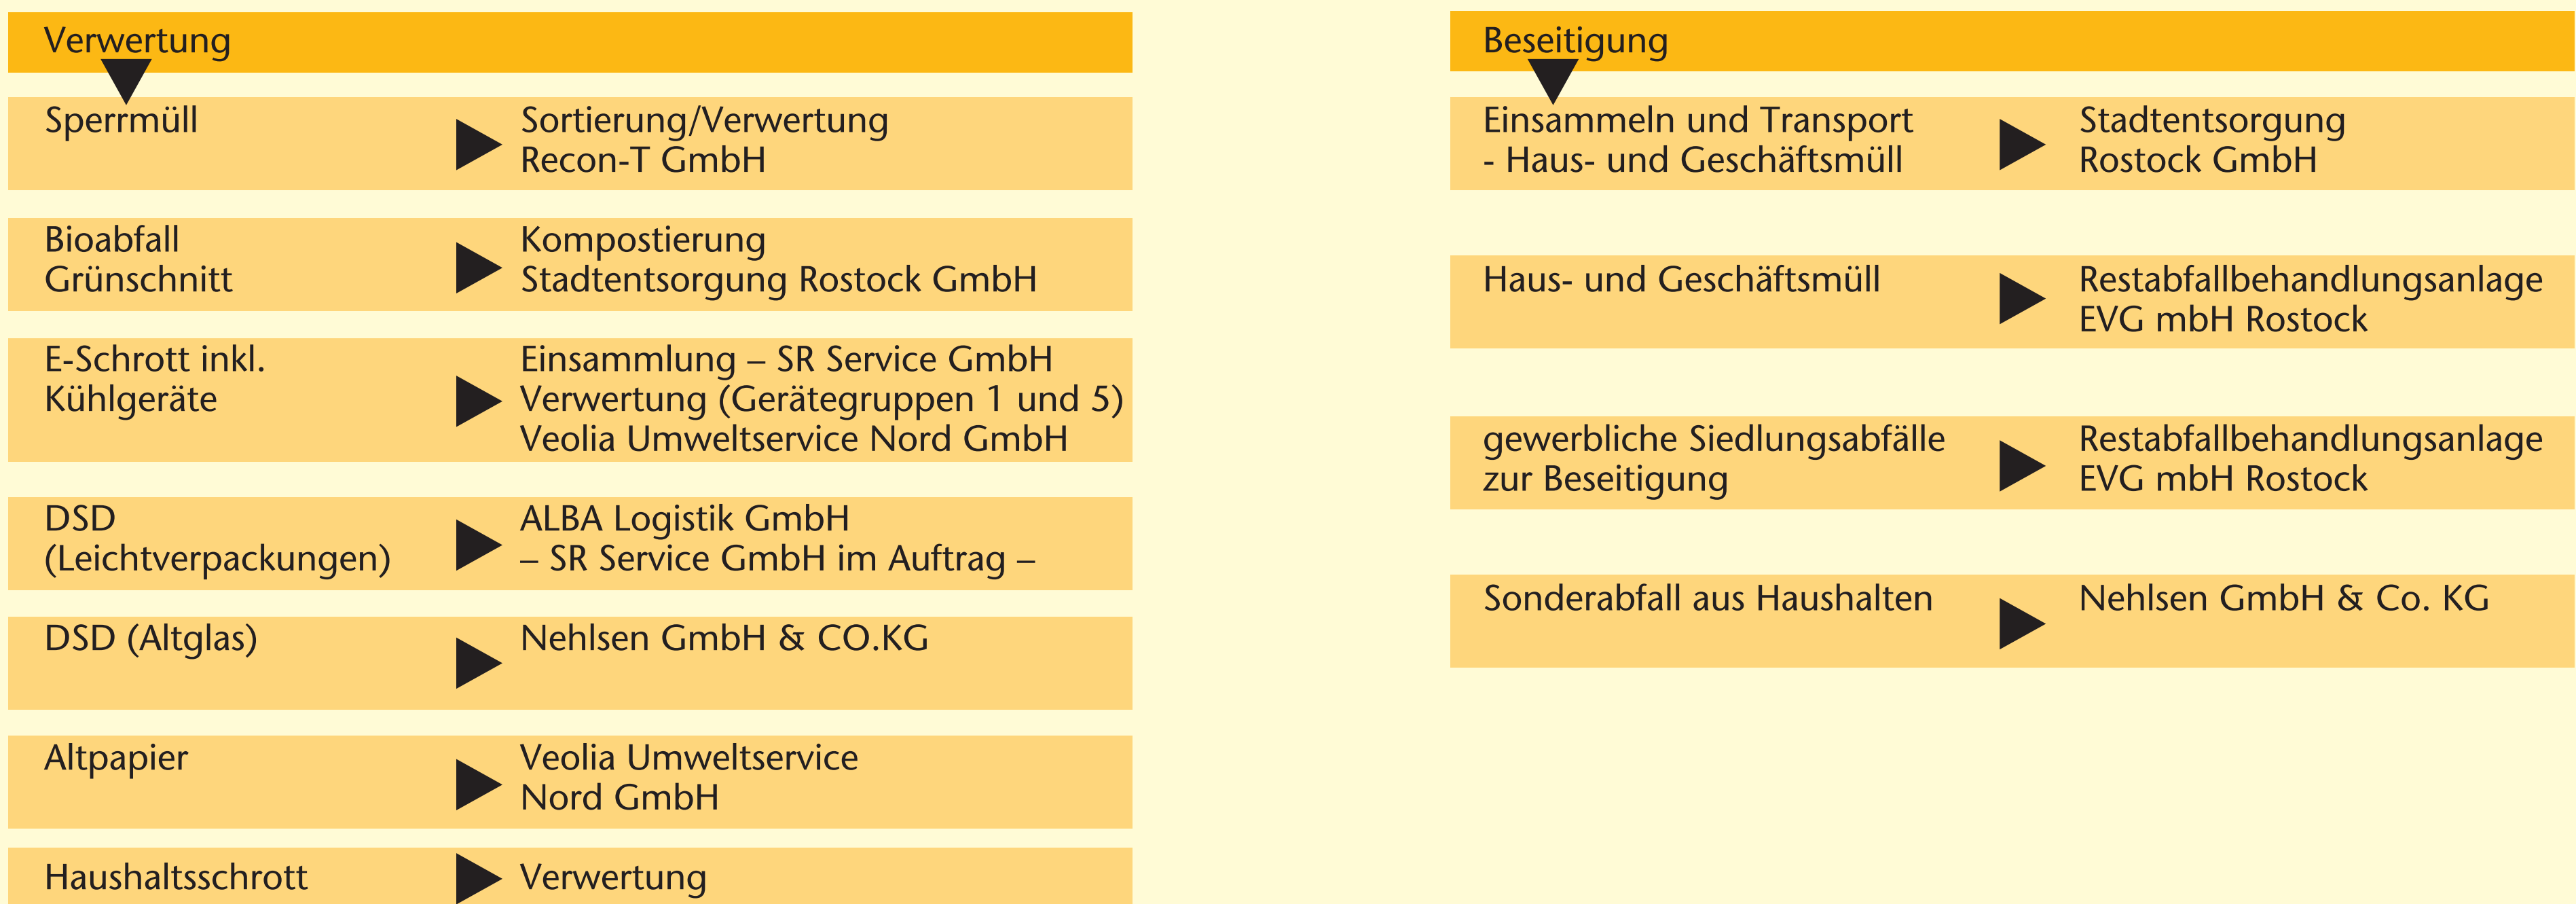 Verwertung
Sperrmüll
Sortierung/Verwertung
Recon-T GmbH
Bioabfall
Grünschnitt
Kompostierung
Stadtentsorgung Rostock GmbH
E-Schrott inkl.
Kühlgeräte
Einsammlung – SR Service GmbH
Verwertung (Gerätegruppen 1 und 5)
Veolia Umweltservice Nord GmbH
DSD
(Leichtverpackungen)
ALBA Logistik GmbH
– SR Service GmbH im Auftrag –
DSD (Altglas)
Nehlsen GmbH & CO.KG
Altpapier
Veolia Umweltservice
Nord GmbH
Haushaltsschrott
Verwertung
Beseitigung
Einsammeln und Transport
- Haus- und Geschäftsmüll
Stadtentsorgung
Rostock GmbH
Haus- und Geschäftsmüll
Restabfallbehandlungsanlage
EVG mbH Rostock
gewerbliche Siedlungsabfälle
zur Beseitigung
Restabfallbehandlungsanlage
EVG mbH Rostock
Sonderabfall aus Haushalten
Nehlsen GmbH & Co. KG